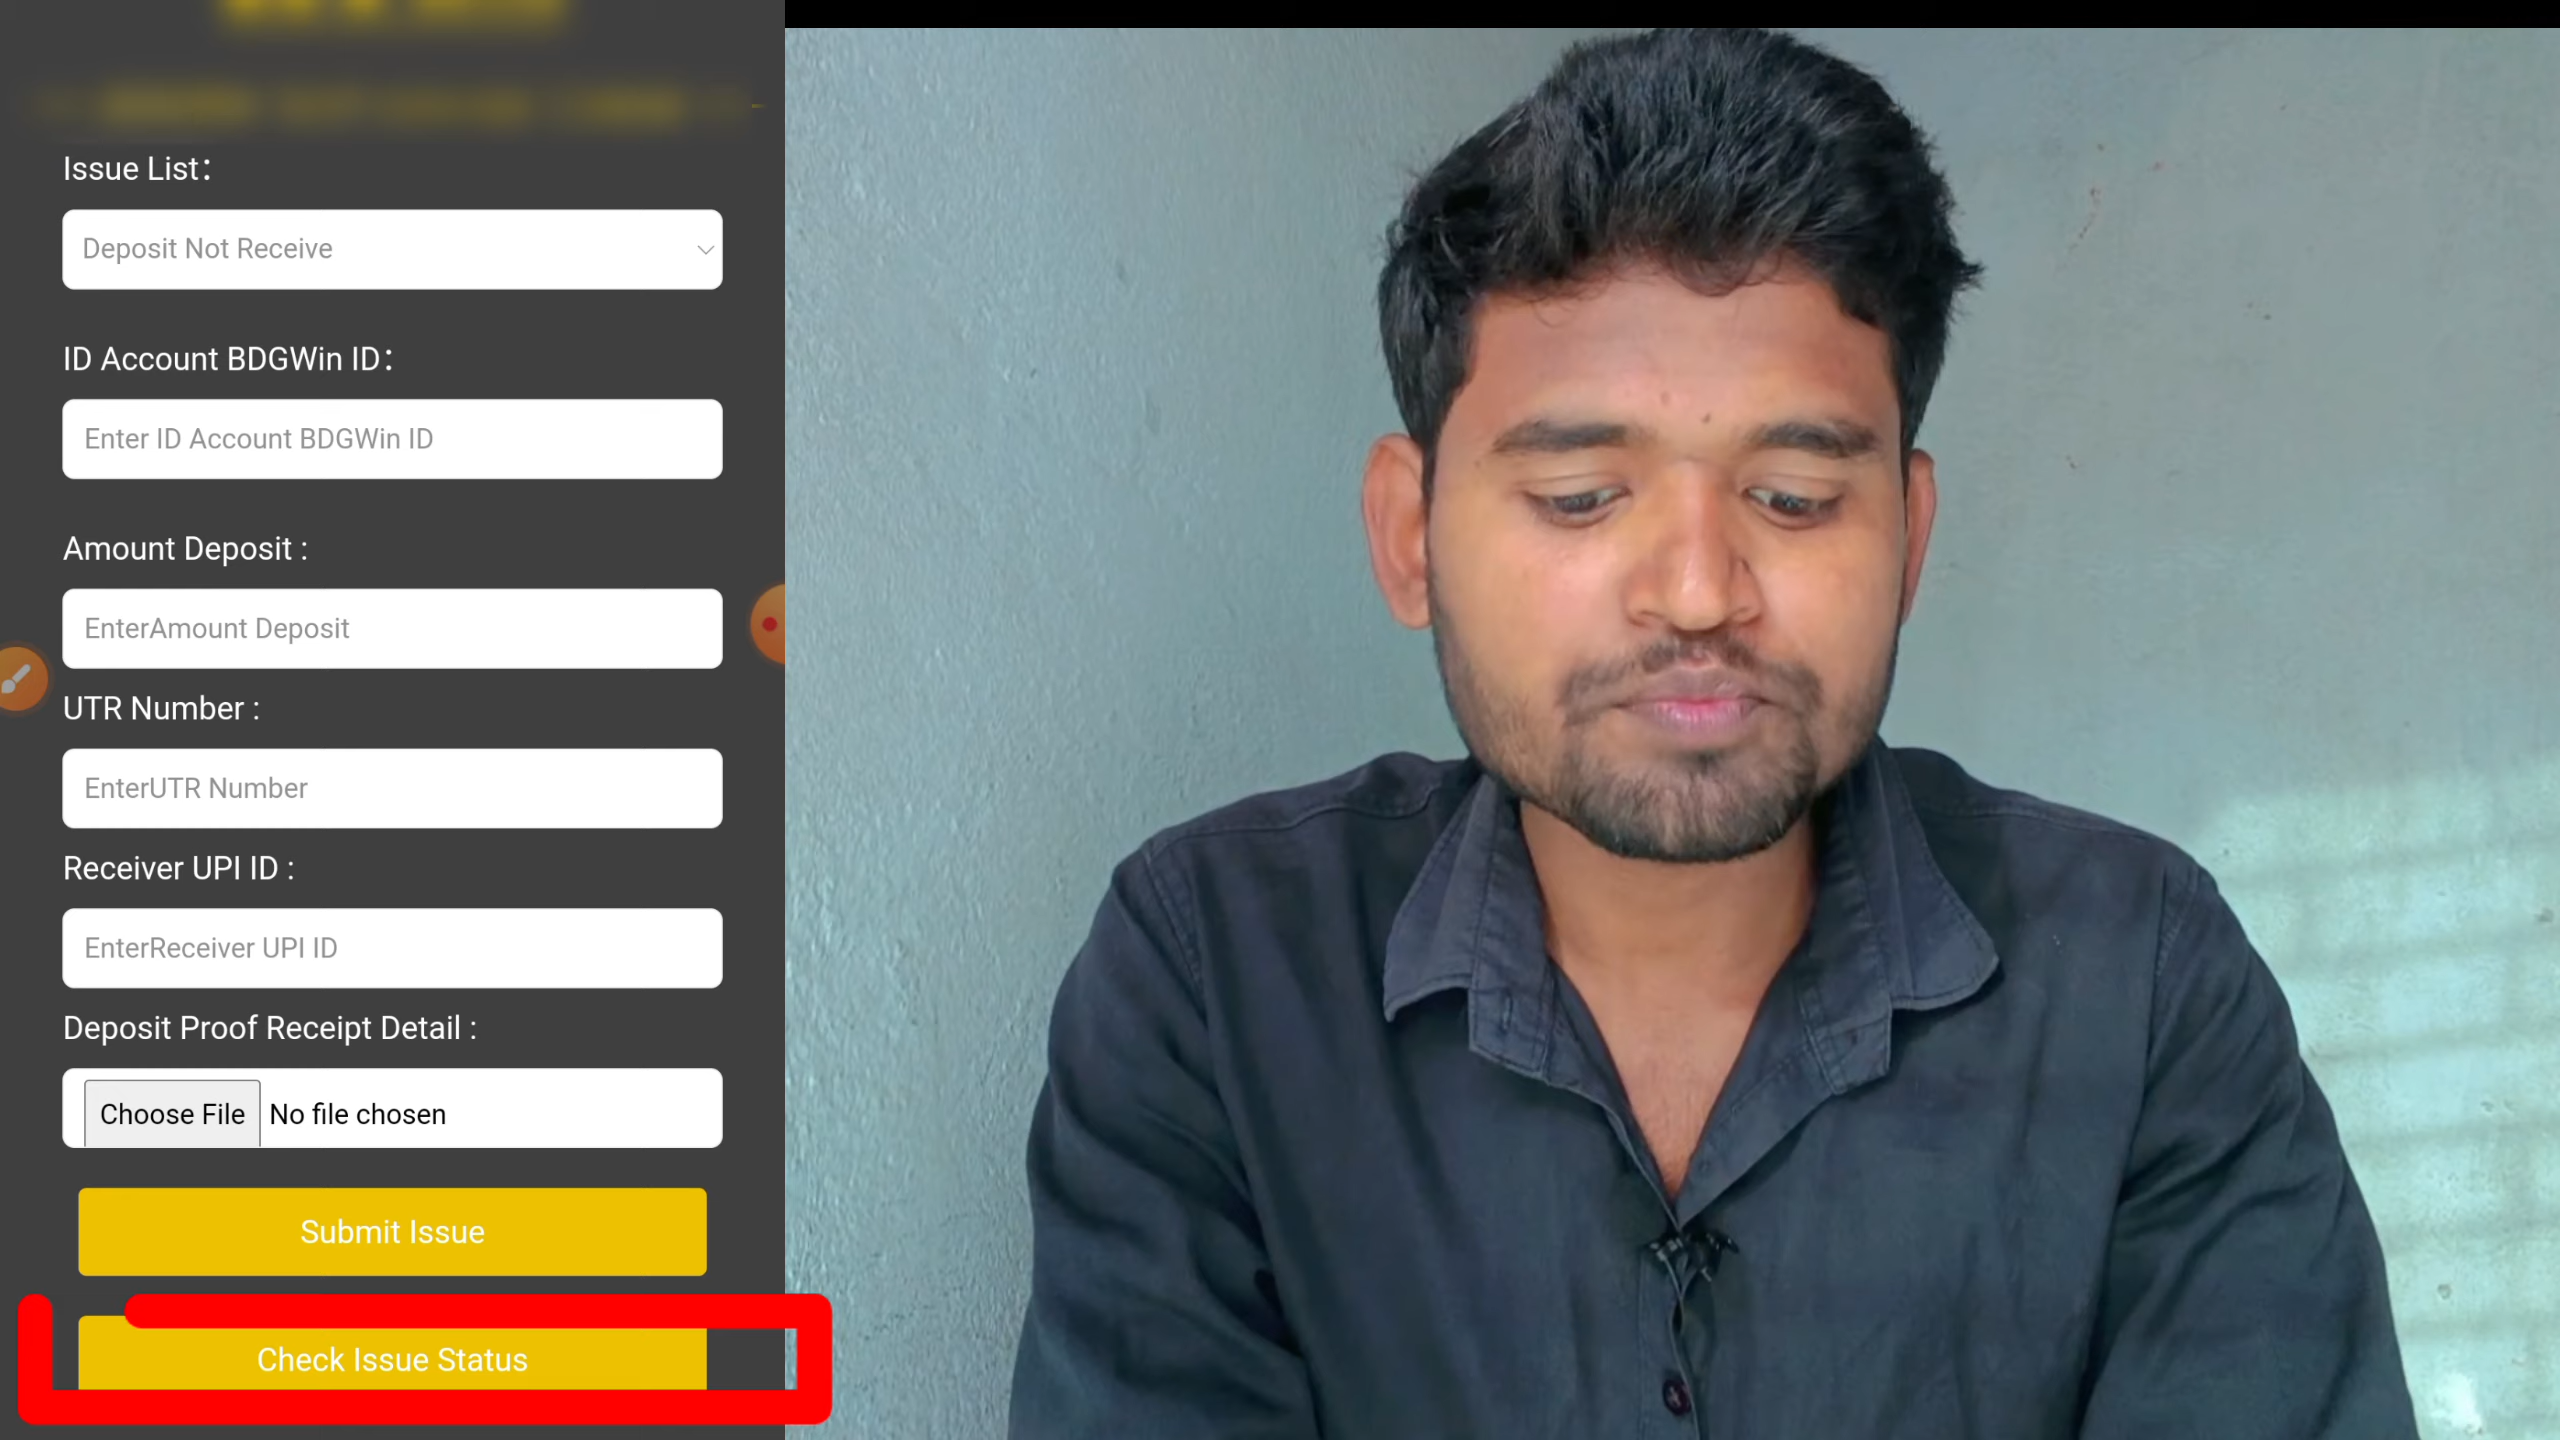 Issue List:
Deposit Not Receive
ID Account BDGWin ID:
Enter ID Account BDGWin ID
Amount Deposit :
EnterAmount Deposit
UTR Number :
EnterUTR Number
Receiver UPI ID :
EnterReceiver UPI ID
Deposit Proof Receipt Detail :
Choose File No file chosen
Submit Issue
Check Issue Status